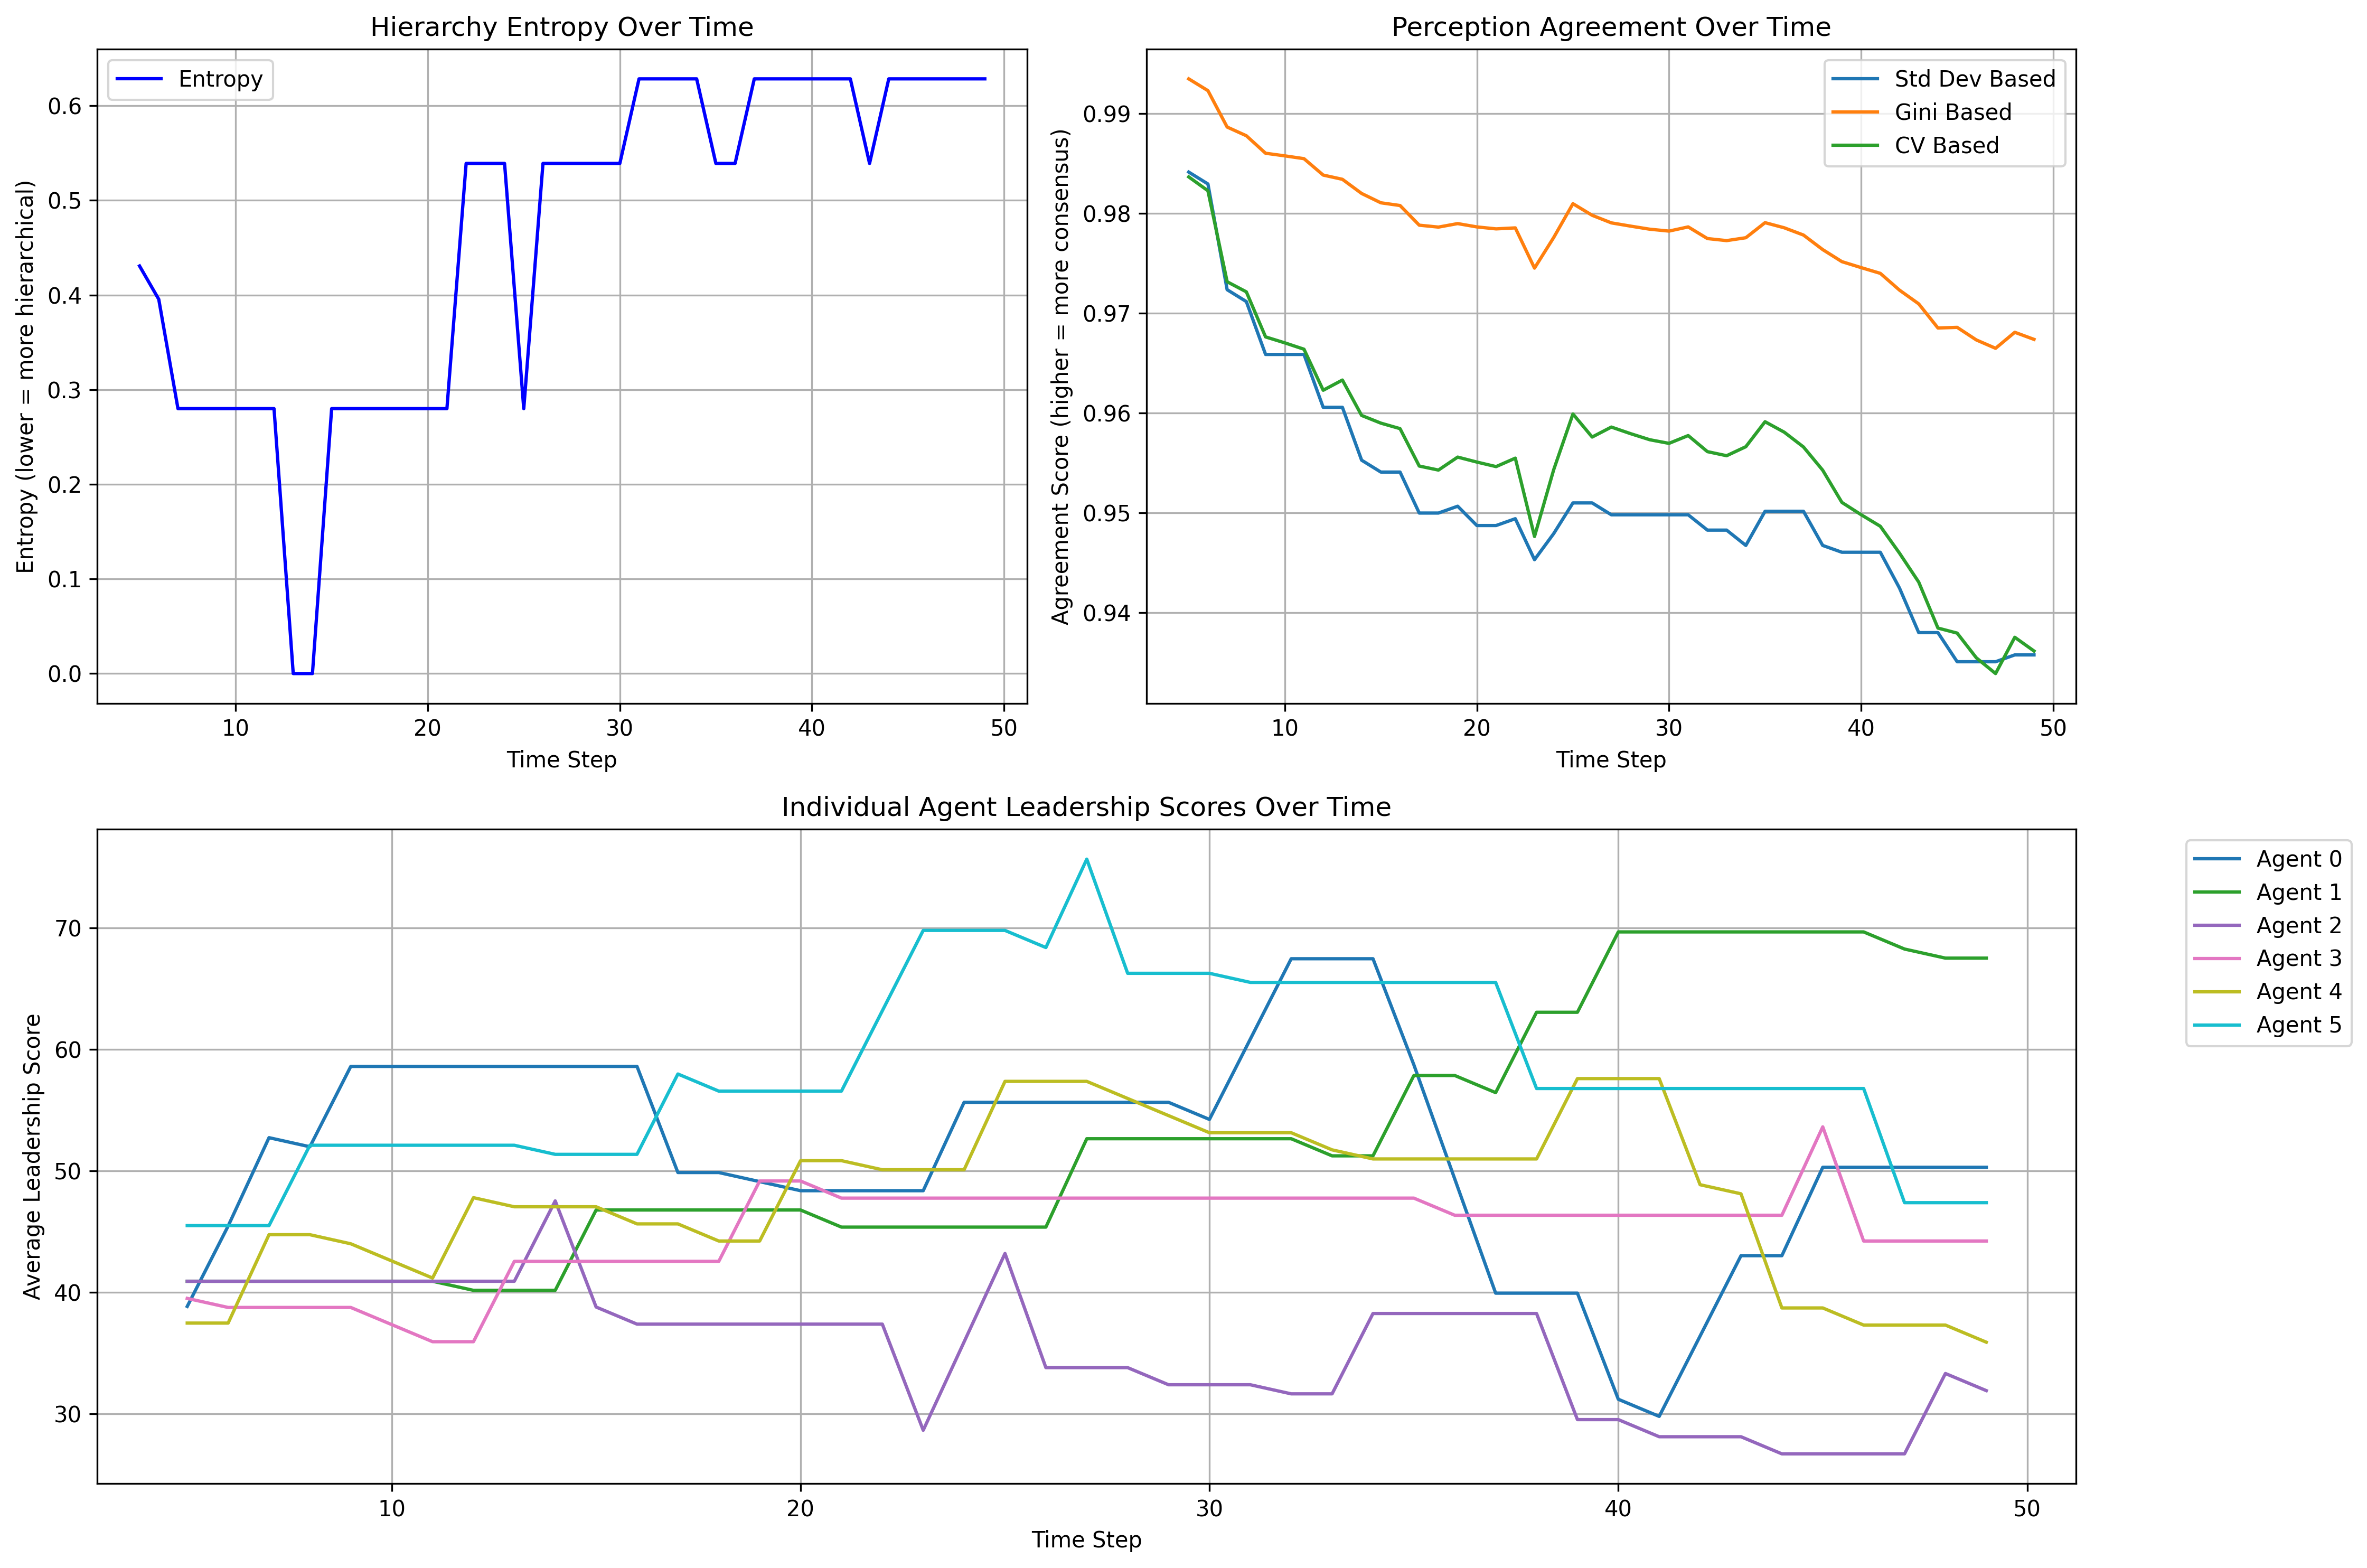 Hierarchy Entropy Over Time
Entropy
Entropy (lower = more hierarchical)
0.6
0.5
0.4
0.3
0.2
0.1
0.0
10 20 30 40 50
Time Step
Perception Agreement Over Time
Std Dev Based
Gini Based
CV Based
Agreement Score (higher = more consensus)
0.99
0.98
0.97
0.96
0.95
0.94
10 20 30 40 50
Time Step
Individual Agent Leadership Scores Over Time
Average Leadership Score
70
60
50
40
30
10 20 30 40 50
Time Step
Agent 0
Agent 1
Agent 2
Agent 3
Agent 4
Agent 5